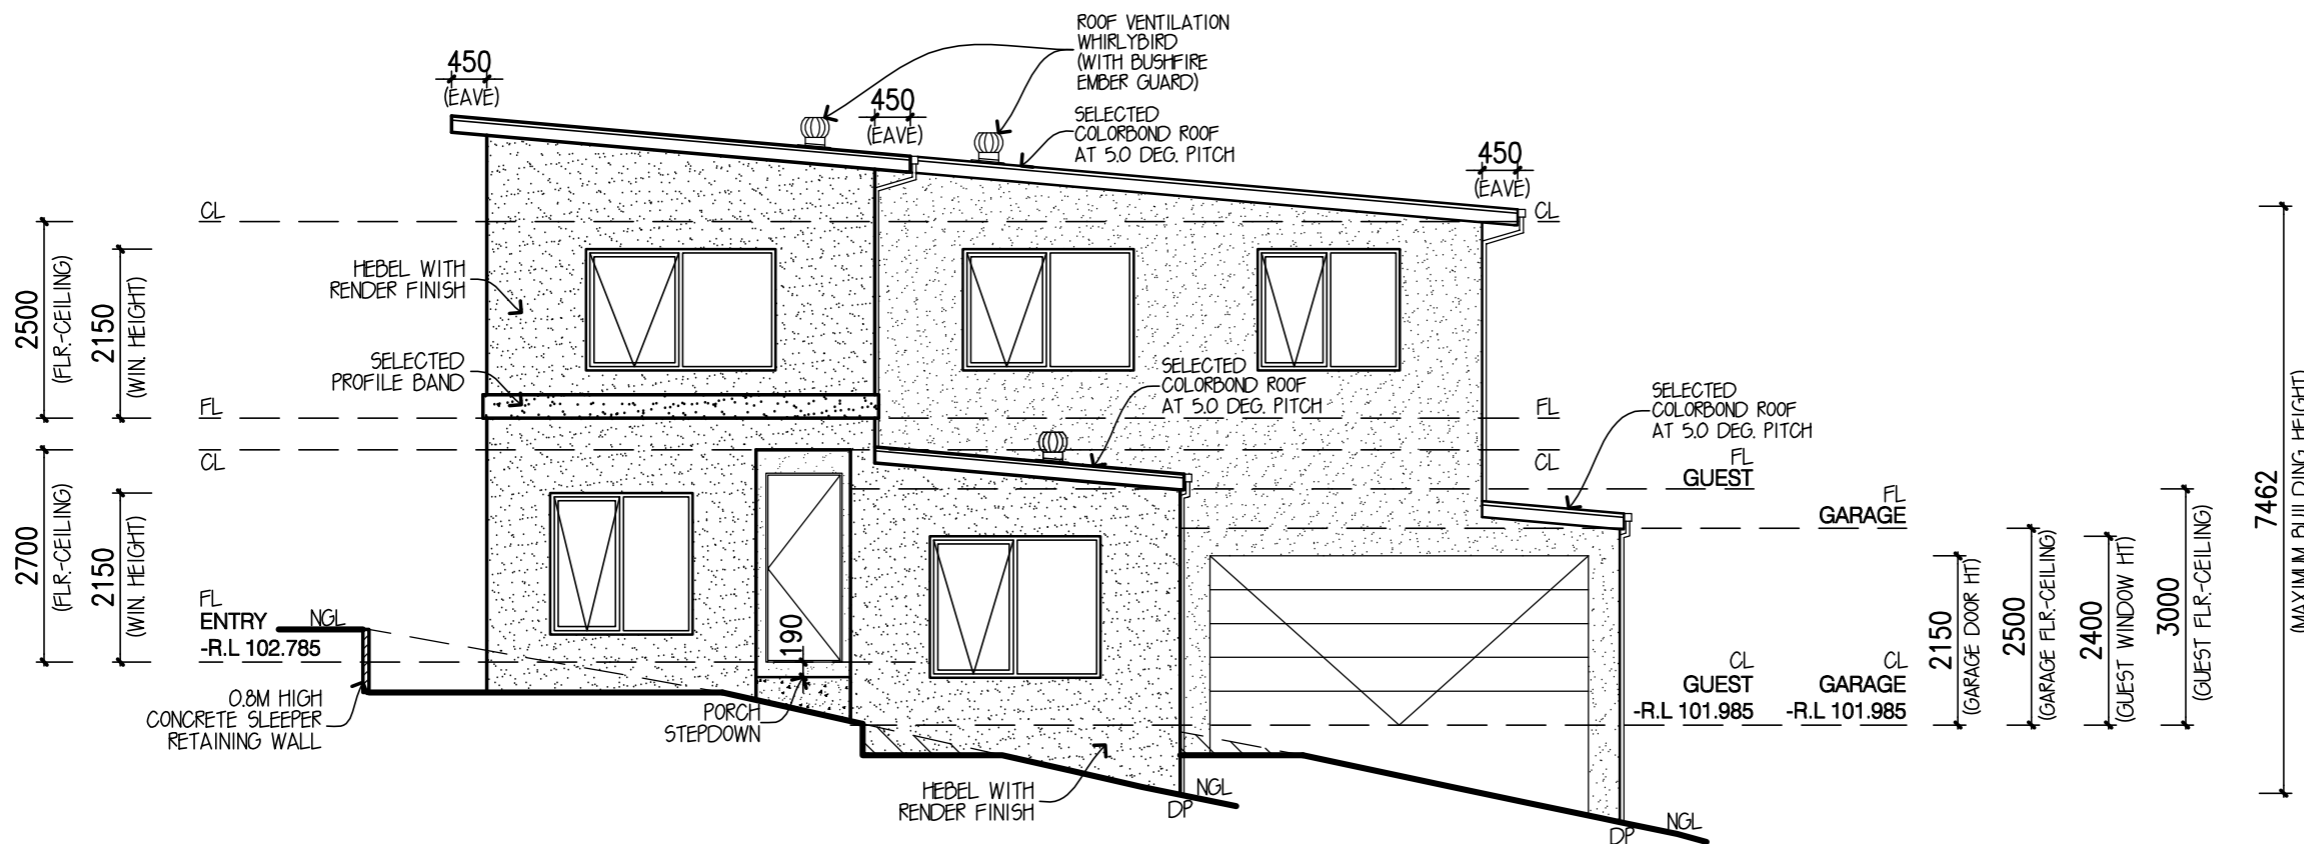 ROOF VENTILATION
WHIRLYBIRD
(WITH BUSHFIRE
EMBER GUARD)
450
(EAVE)
450
(EAVE)
SELECTED
COLORBOND ROOF
AT 5.0 DEG. PITCH
450
(EAVE)
CL
CL
2500
(FLR.-CEILING)
2150
(WIN. HEIGHT)
HEBEL WITH
RENDER FINISH
SELECTED
PROFILE BAND
FL
CL
SELECTED
COLORBOND ROOF
AT 5.0 DEG. PITCH
FL
CL
SELECTED
COLORBOND ROOF
AT 5.0 DEG. PITCH
FL
GUEST
FL
GARAGE
2700
(FLR.-CEILING)
2150
(WIN. HEIGHT)
FL
ENTRY
-R.L 102.785
NGL
0.8M HIGH
CONCRETE SLEEPER
RETAINING WALL
190
PORCH
STEPDOWN
HEBEL WITH
RENDER FINISH
NGL
DP
NGL
DP
CL
GUEST
-R.L 101.985
CL
GARAGE
-R.L 101.985
2150
(GARAGE DOOR HT)
2500
(GARAGE FLR.-CEILING)
2400
(GUEST WINDOW HT)
3000
(GUEST FLR.-CEILING)
7462
(MAXIMUM BUILDING HEIGHT)